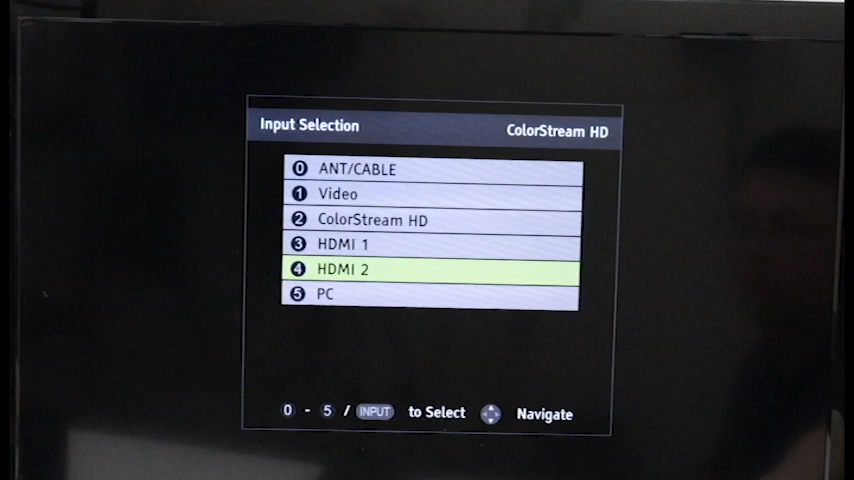 Input Selection ColorStream HD
0 ANT/CABLE
1 Video
2 ColorStream HD
3 HDMI 1
4 HDMI 2
5 PC
0 - 5 / INPUT to Select Navigate